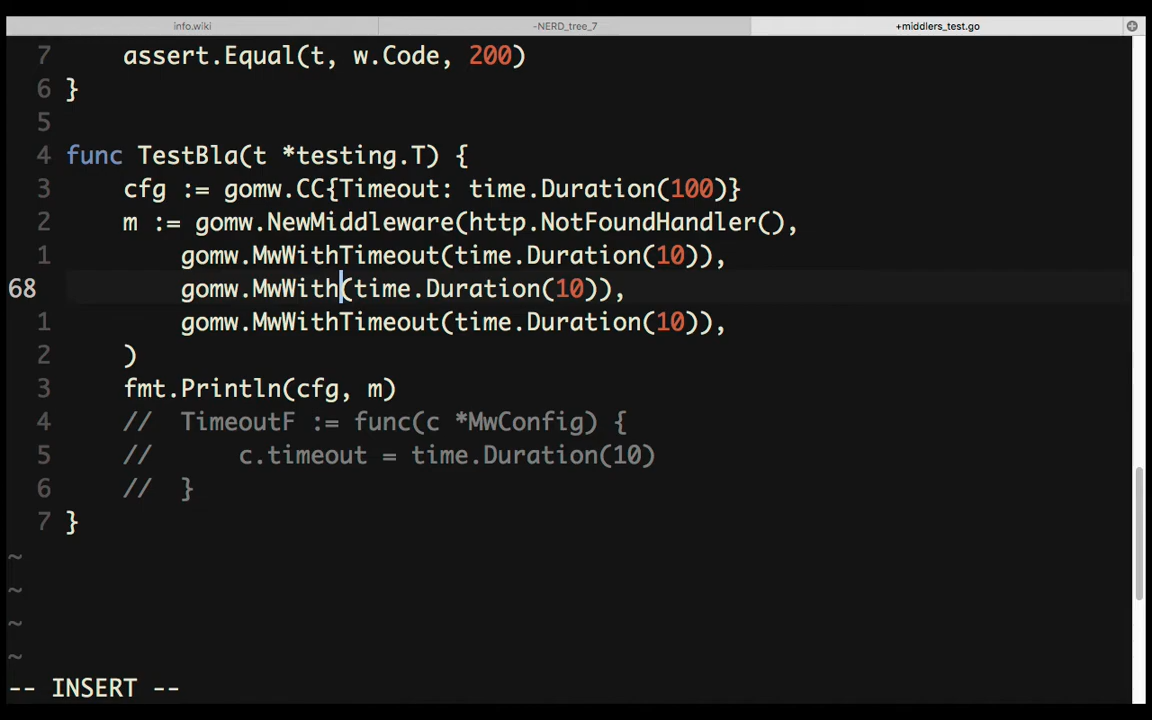 info.wiki -NERD_tree_7 +middlers_test.go
7 assert.Equal(t, w.Code, 200)
6 }
5
4 func TestBla(t *testing.T) {
3 cfg := gomw.CC{Timeout: time.Duration(100)}
2 m := gomw.NewMiddleware(http.NotFoundHandler(),
1 gomw.MwWithTimeout(time.Duration(10)),
68 gomw.MwWith(time.Duration(10)),
1 gomw.MwWithTimeout(time.Duration(10)),
2 )
3 fmt.Println(cfg, m)
4 // TimeoutF := func(c *MwConfig) {
5 // c.timeout = time.Duration(10)
6 // }
7 }
~
~
~
~
-- INSERT --